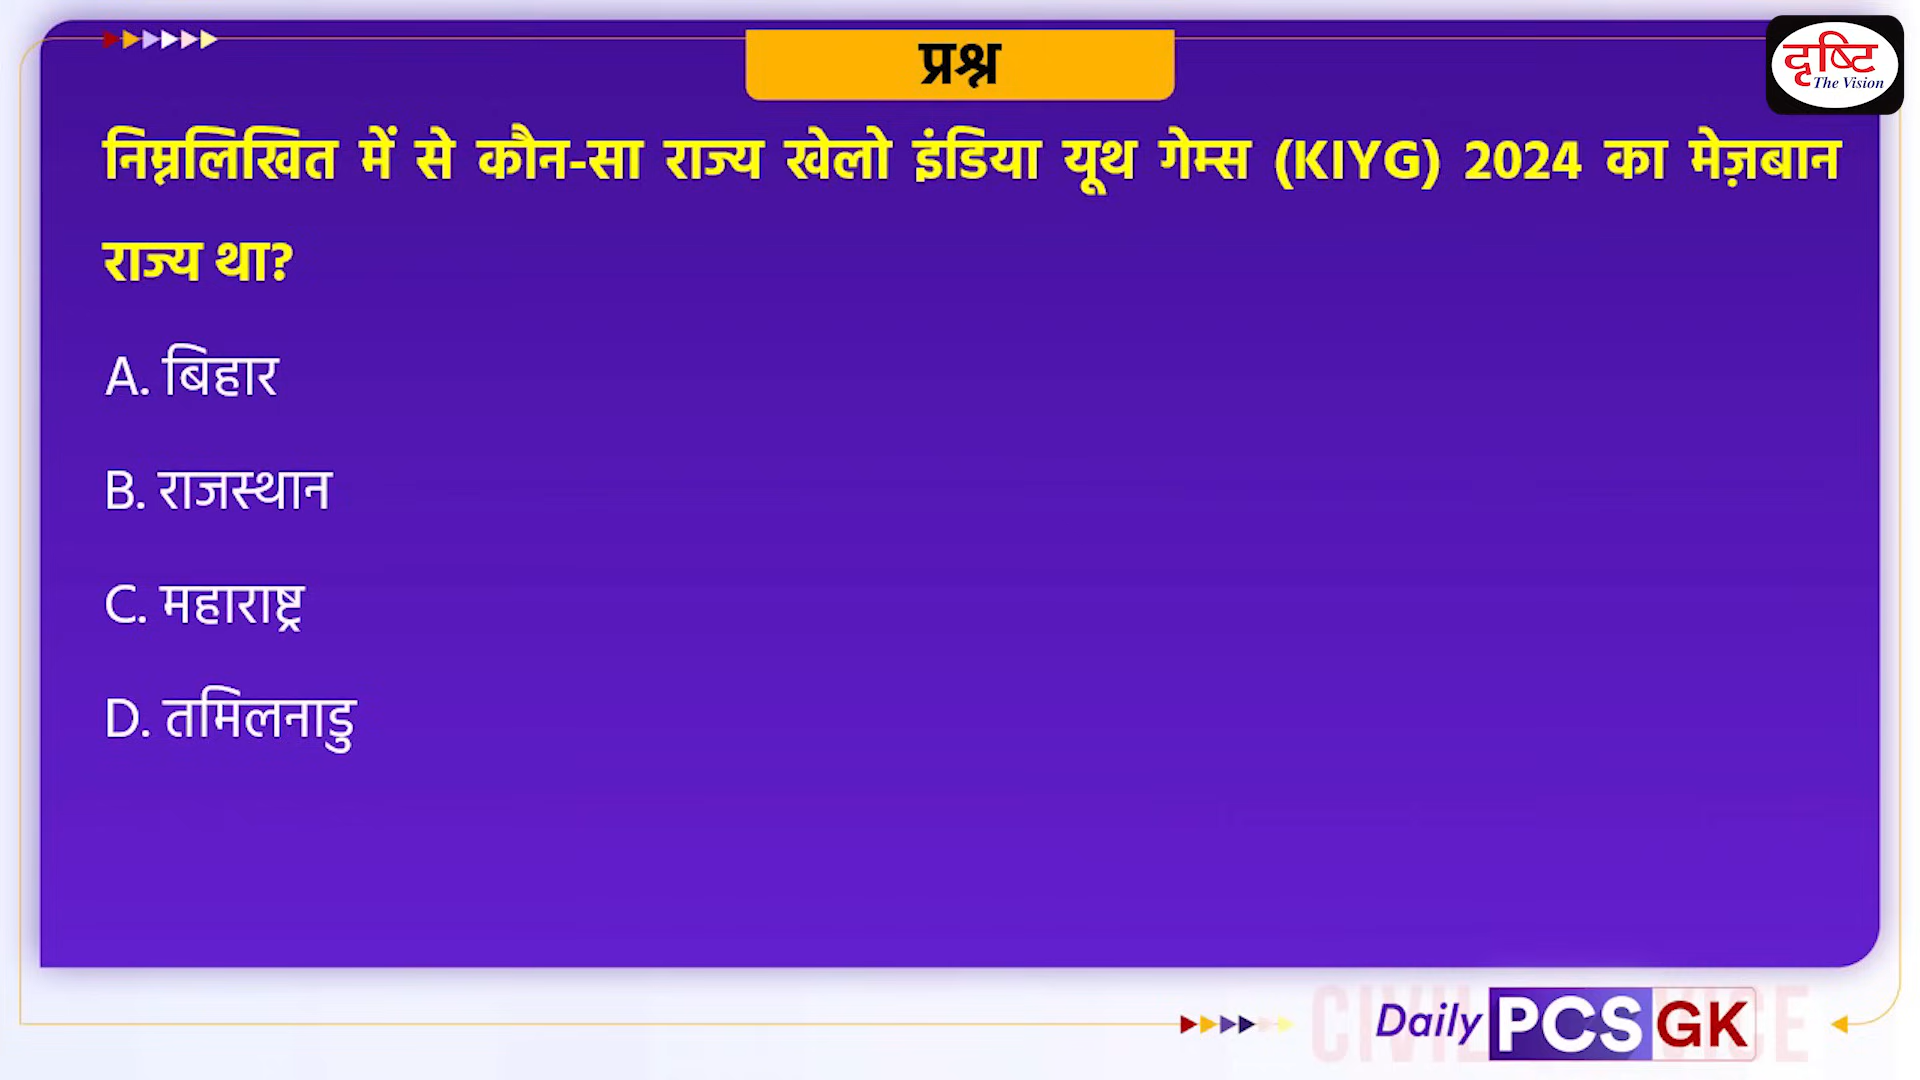 प्रश्न
दृष्टि
The Vision
निम्नलिखित में से कौन-सा राज्य खेलो इंडिया यूथ गेम्स (KIYG) 2024 का मेज़बान
राज्य था?
A. बिहार
B. राजस्थान
C. महाराष्ट्र
D. तमिलनाडु
Daily PCS GK